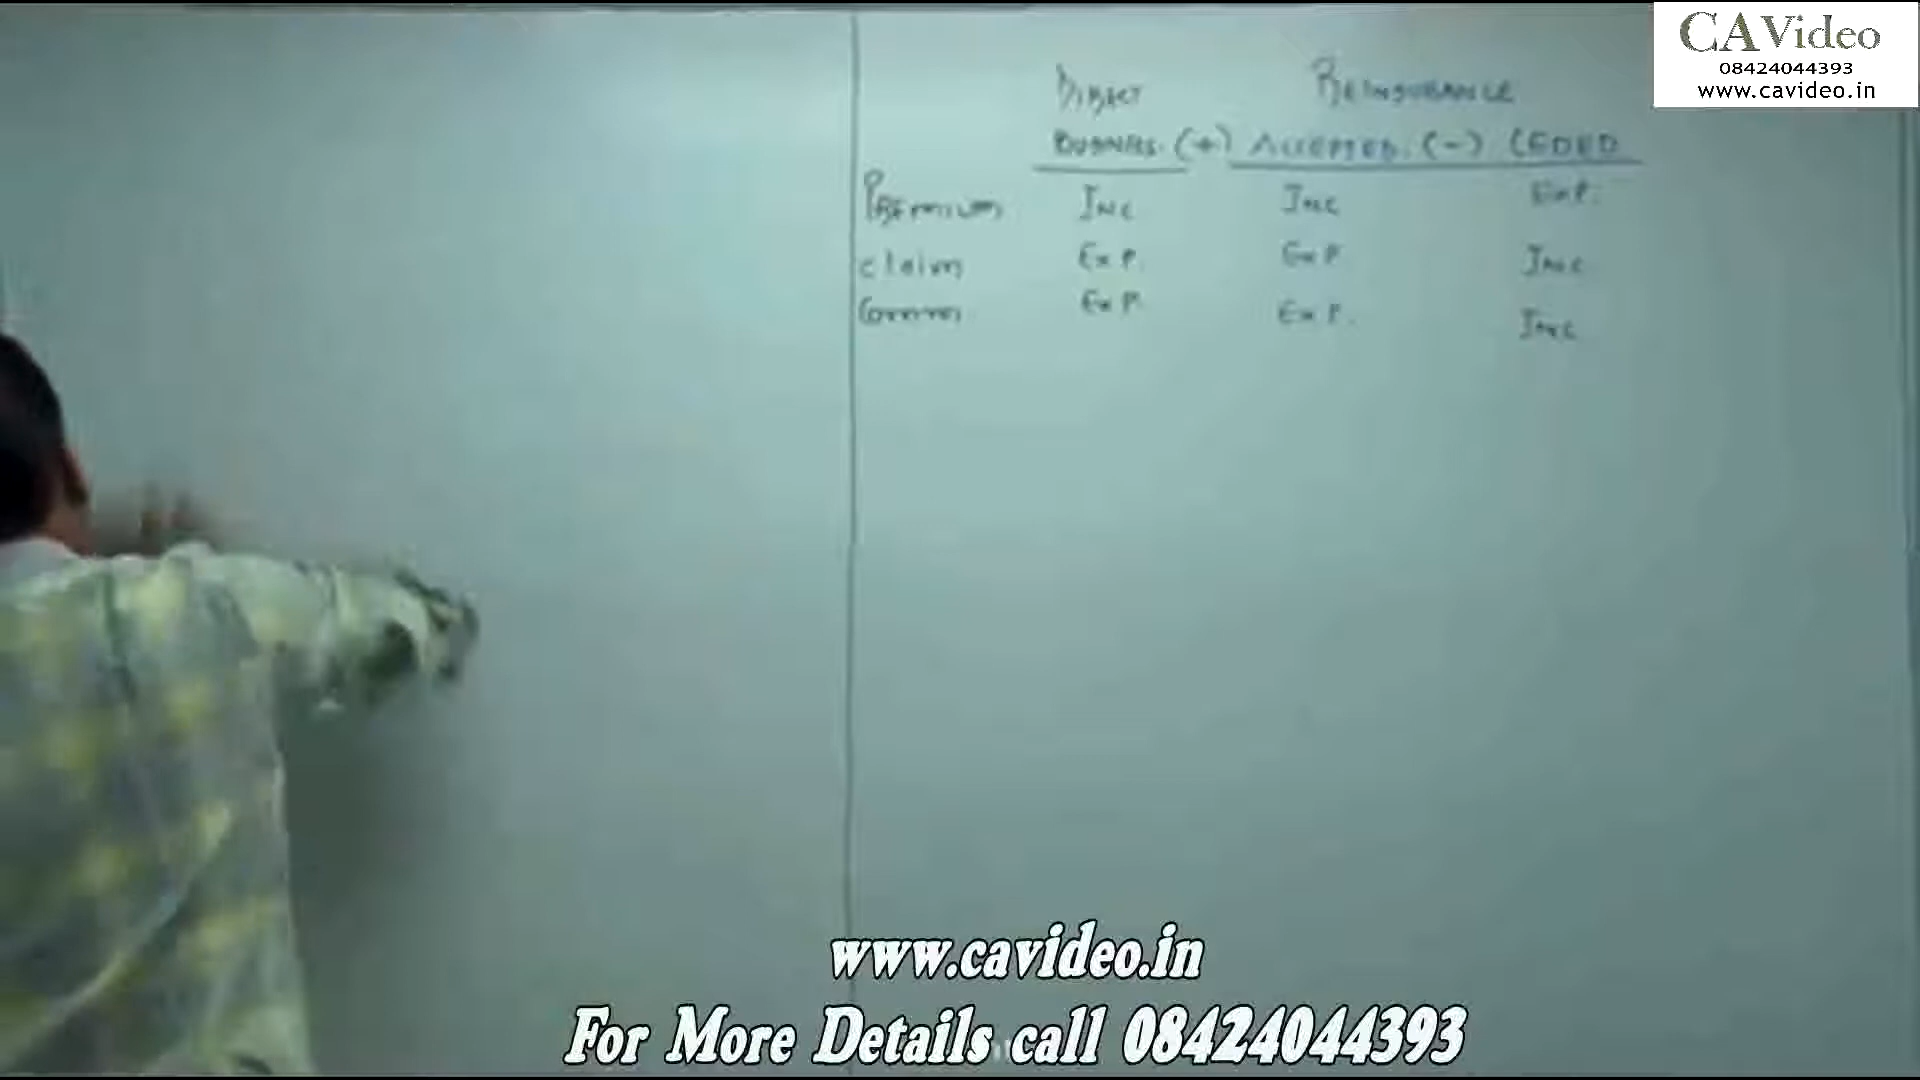 CAVideo
08424044393
www.cavideo.in
DIRECT REINSURANCE
BUSNESS. (+) ACCEPTED. (-) CEDED
PREMIUM INC INC EXP.
claim EXP. EXP INC
Comm EXP. EXP. INC
www.cavideo.in
For More Details call 08424044393